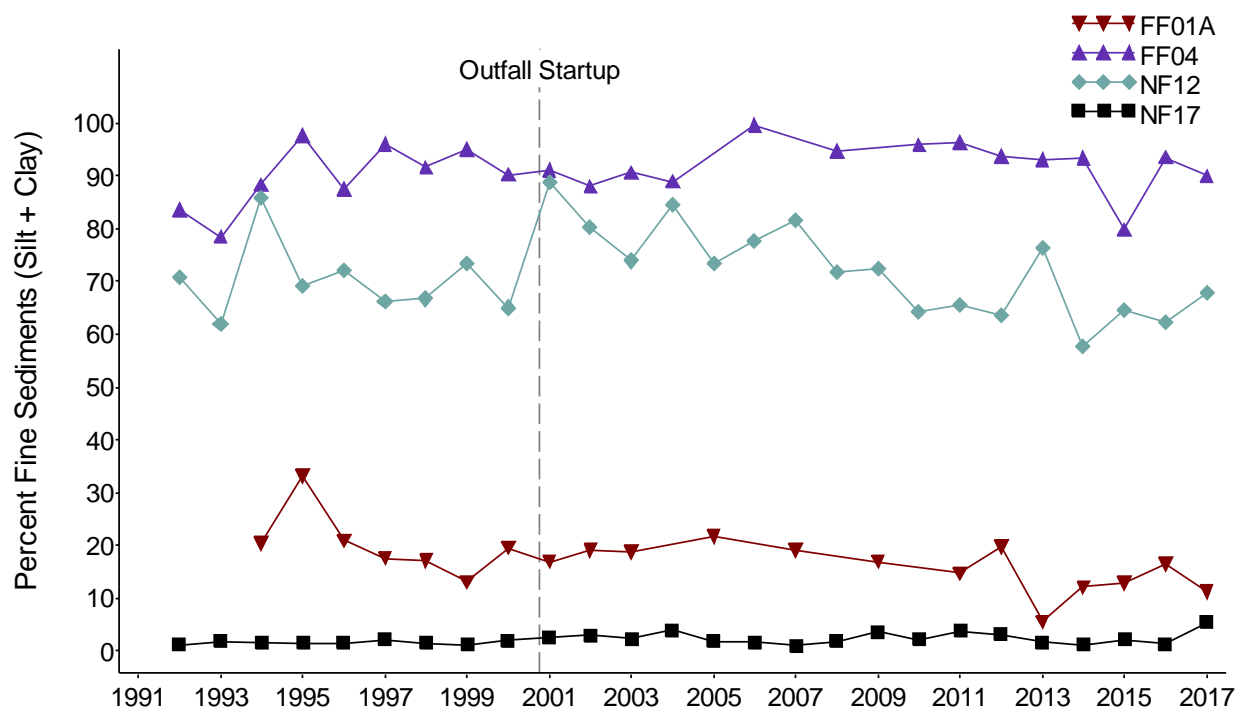 FF01A
FF04
NF12
NF17
Outfall Startup
Percent Fine Sediments (Silt + Clay)
100
90
80
70
60
50
40
30
20
10
0
1991 1993 1995 1997 1999 2001 2003 2005 2007 2009 2011 2013 2015 2017